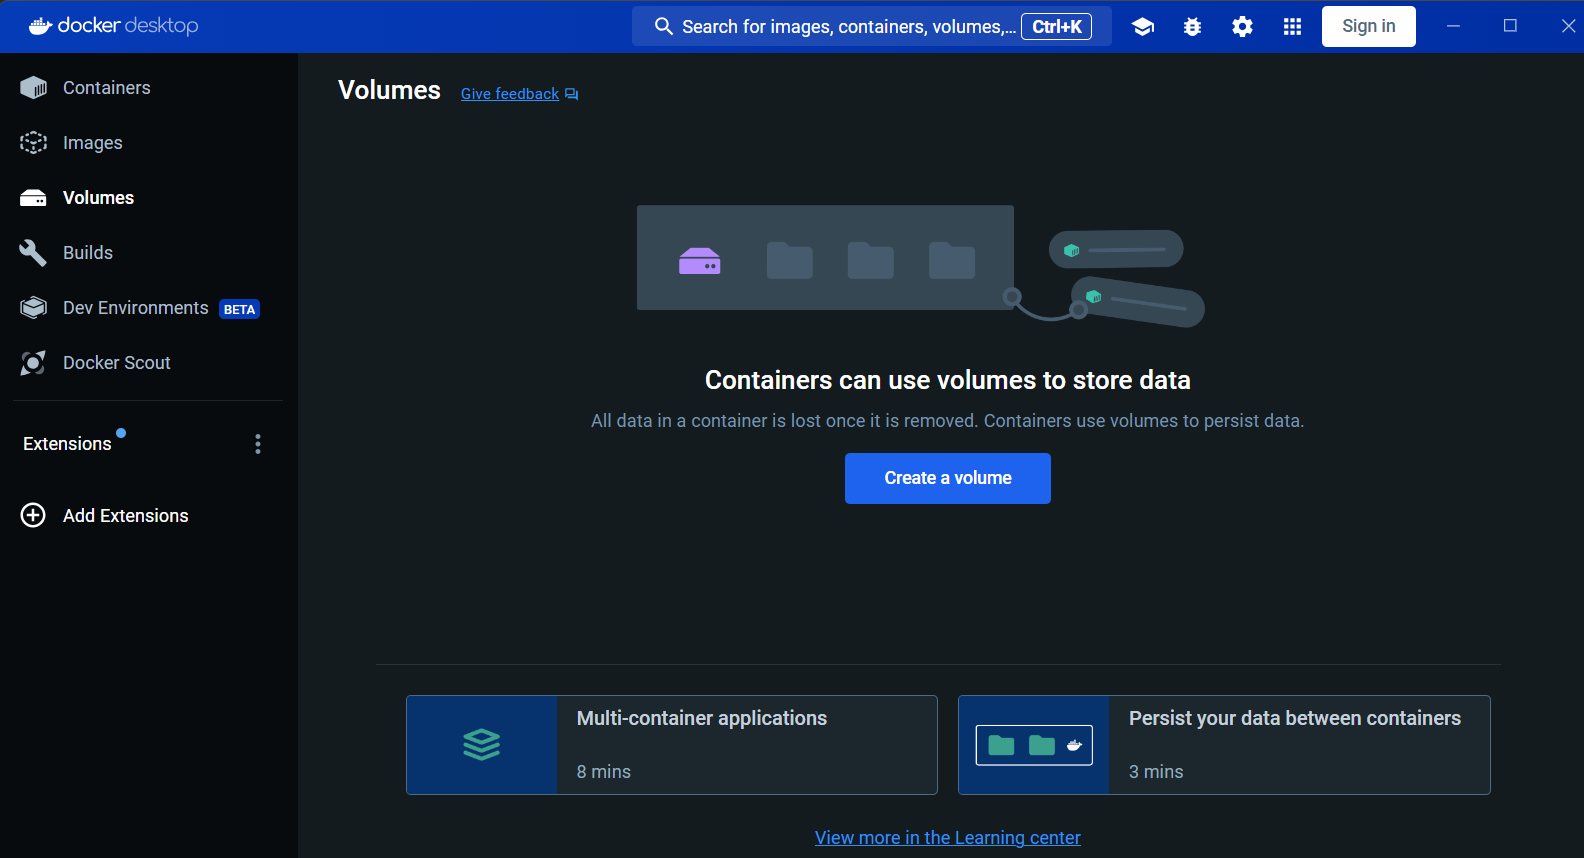 docker desktop
Search for images, containers, volumes,... Ctrl+K
Sign in
Containers
Images
Volumes
Builds
Dev Environments BETA
Docker Scout
Extensions
Add Extensions
Volumes Give feedback
Containers can use volumes to store data
All data in a container is lost once it is removed. Containers use volumes to persist data.
Create a volume
Multi-container applications
8 mins
Persist your data between containers
3 mins
View more in the Learning center